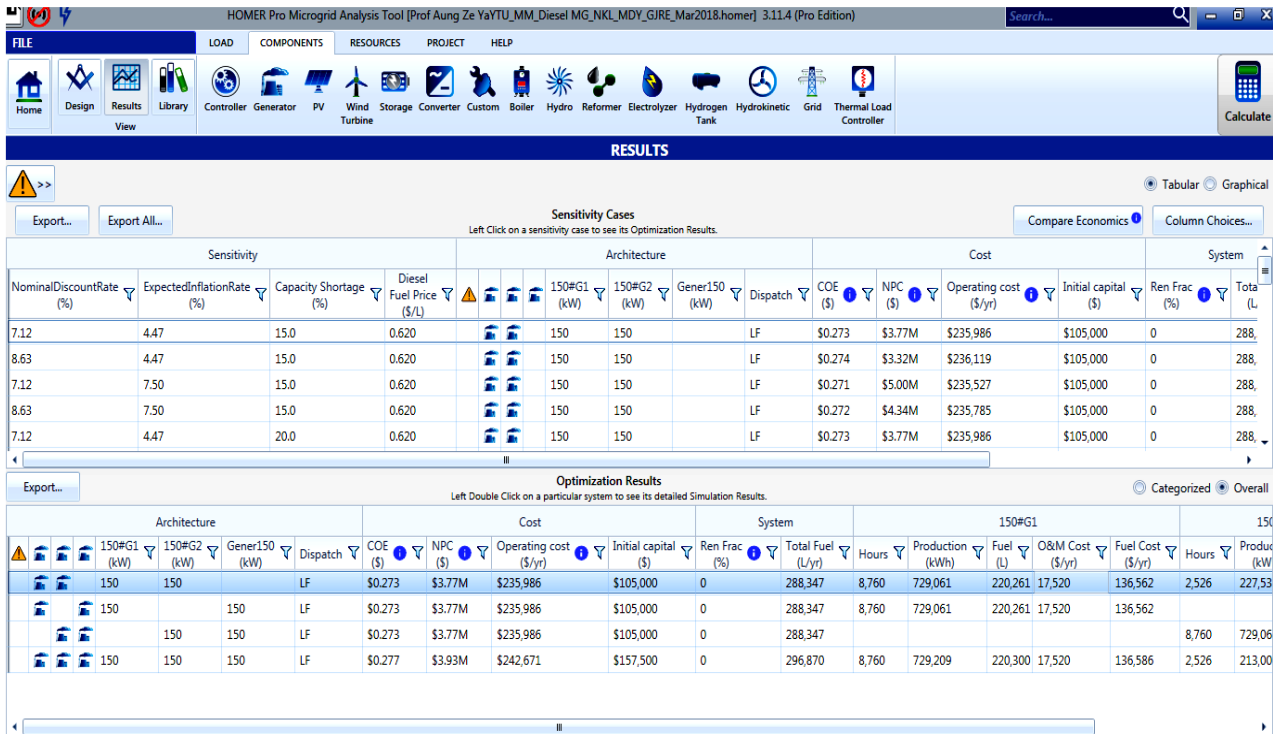 HOMER Pro Microgrid Analysis Tool [Prof Aung Ze YaYTU_MM_Diesel MG_NKL_MDY_GJRE_Mar2018.homer] 3.11.4 (Pro Edition)
Search...
FILE LOAD COMPONENTS RESOURCES PROJECT HELP
Home Design Results Library Controller Generator PV Wind Turbine Storage Converter Custom Boiler Hydro Reformer Electrolyzer Hydrogen Tank Hydrokinetic Grid Thermal Load Controller Calculate
View
RESULTS
>> Tabular Graphical
Export... Export All... Sensitivity Cases Compare Economics Column Choices...
Left Click on a sensitivity case to see its Optimization Results.
Sensitivity Architecture Cost System
NominalDiscountRate (%) ExpectedInflationRate (%) Capacity Shortage (%) Diesel Fuel Price ($/L) 150#G1 (kW) 150#G2 (kW) Gener150 (kW) Dispatch COE ($) NPC ($) Operating cost ($/yr) Initial capital ($) Ren Frac (%) Tota (L
7.12 4.47 15.0 0.620 150 150 LF $0.273 $3.77M $235,986 $105,000 0 288,
8.63 4.47 15.0 0.620 150 150 LF $0.274 $3.32M $236,119 $105,000 0 288,
7.12 7.50 15.0 0.620 150 150 LF $0.271 $5.00M $235,527 $105,000 0 288,
8.63 7.50 15.0 0.620 150 150 LF $0.272 $4.34M $235,785 $105,000 0 288,
7.12 4.47 20.0 0.620 150 150 LF $0.273 $3.77M $235,986 $105,000 0 288,
Export... Optimization Results Categorized Overall
Left Double Click on a particular system to see its detailed Simulation Results.
Architecture Cost System 150#G1 150
150#G1 (kW) 150#G2 (kW) Gener150 (kW) Dispatch COE ($) NPC ($) Operating cost ($/yr) Initial capital ($) Ren Frac (%) Total Fuel (L/yr) Hours Production (kWh) Fuel (L) O&M Cost ($/yr) Fuel Cost ($/yr) Hours Produc (kW
150 150 LF $0.273 $3.77M $235,986 $105,000 0 288,347 8,760 729,061 220,261 17,520 136,562 2,526 227,53
150 150 LF $0.273 $3.77M $235,986 $105,000 0 288,347 8,760 729,061 220,261 17,520 136,562
150 150 LF $0.273 $3.77M $235,986 $105,000 0 288,347 8,760 729,06
150 150 150 LF $0.277 $3.93M $242,671 $157,500 0 296,870 8,760 729,209 220,300 17,520 136,586 2,526 213,00